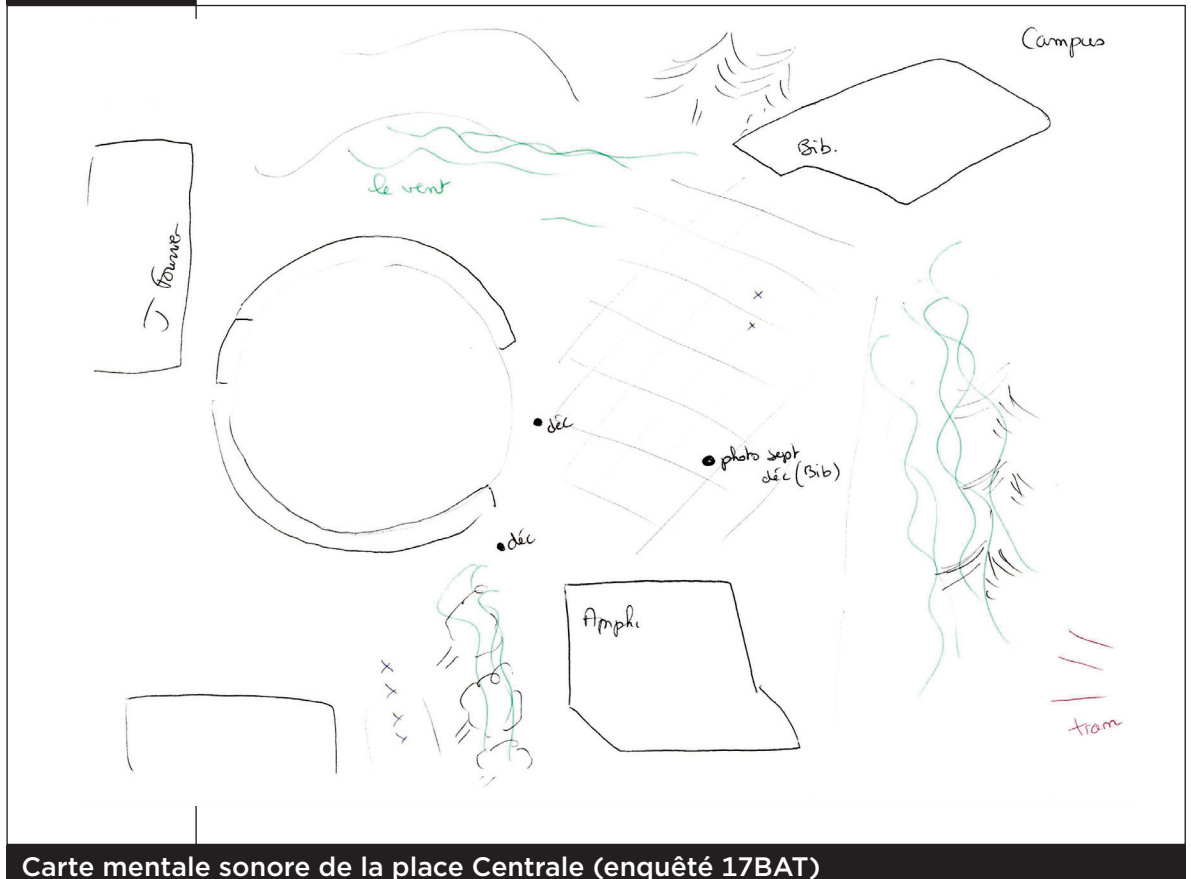 Campus
Bib.
le vent
J Fourier
déc
photo sept
déc (Bib)
déc
Amphi
tram
Carte mentale sonore de la place Centrale (enquêté 17BAT)